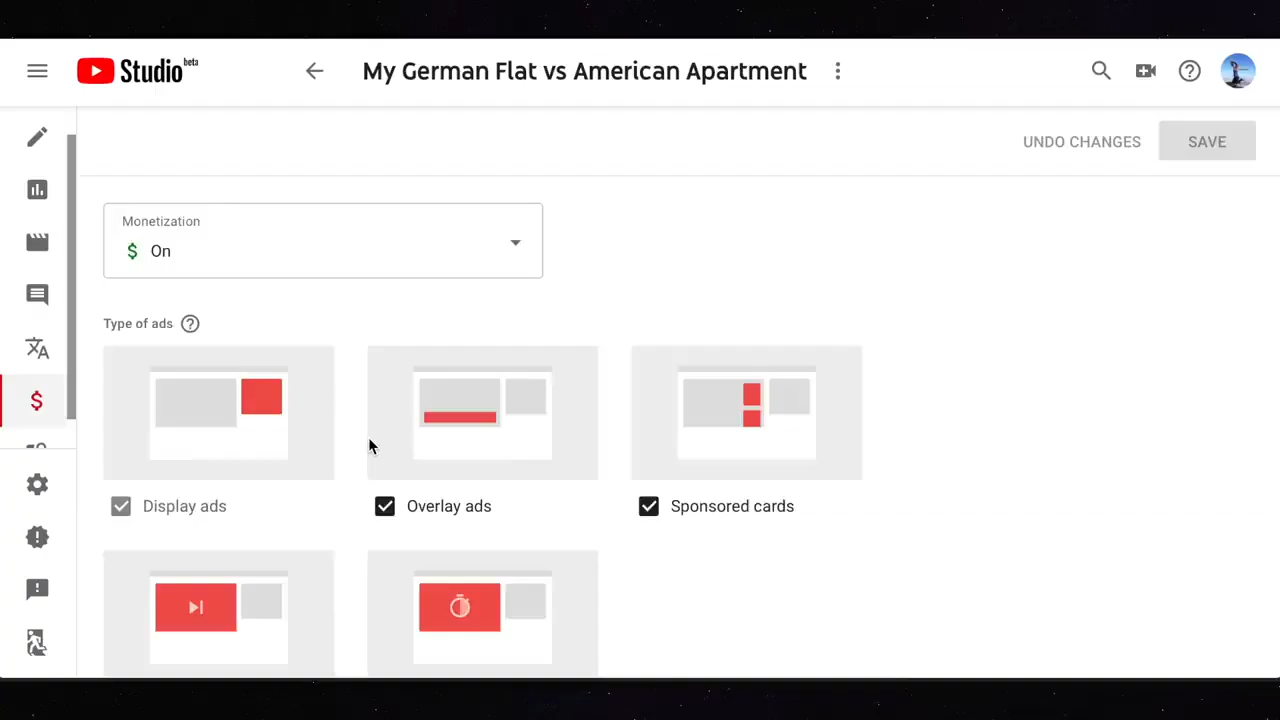 Studio beta
My German Flat vs American Apartment
UNDO CHANGES
SAVE
Monetization
$ On
Type of ads
Display ads
Overlay ads
Sponsored cards